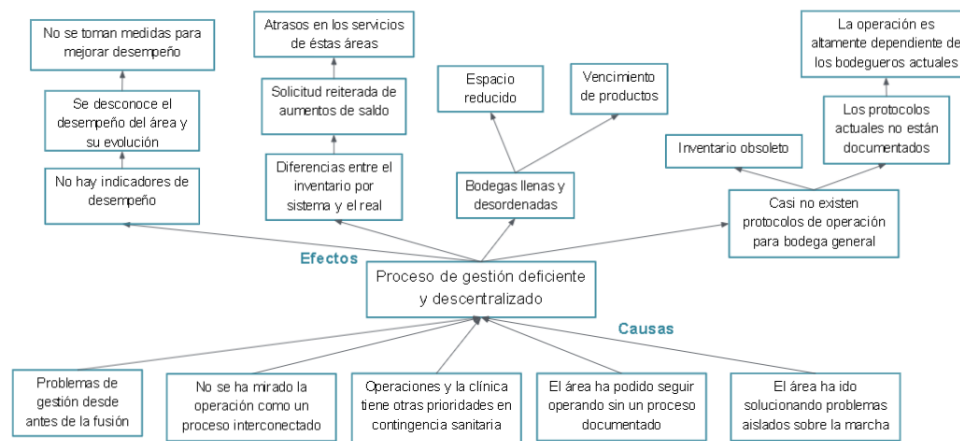 No se toman medidas para
mejorar desempeño
Atrasos en los servicios
de éstas áreas
La operación es
altamente dependiente de
los bodegueros actuales
Se desconoce el
desempeño del área y
su evolución
Solicitud reiterada de
aumentos de saldo
Espacio
reducido
Vencimiento
de productos
Los protocolos
actuales no están
documentados
No hay indicadores de
desempeño
Diferencias entre el
inventario por
sistema y el real
Bodegas llenas y
desordenadas
Inventario obsoleto
Casi no existen
protocolos de operación
para bodega general
Efectos
Proceso de gestión deficiente
y descentralizado
Causas
Problemas de
gestión desde
antes de la fusión
No se ha mirado la
operación como un
proceso interconectado
Operaciones y la clínica
tiene otras prioridades en
contingencia sanitaria
El área ha podido seguir
operando sin un proceso
documentado
El área ha ido
solucionando problemas
aislados sobre la marcha